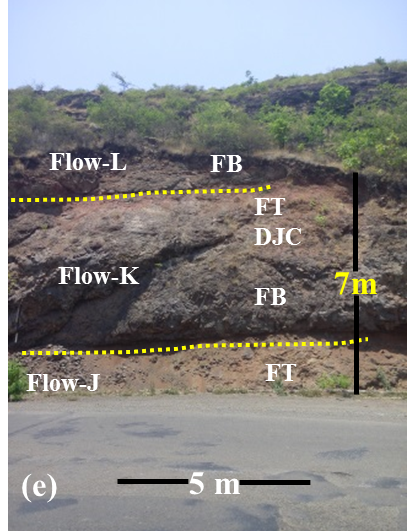 Flow-L FB
FT
DJC
Flow-K
7m
FB
FT
Flow-J
(e) 5 m